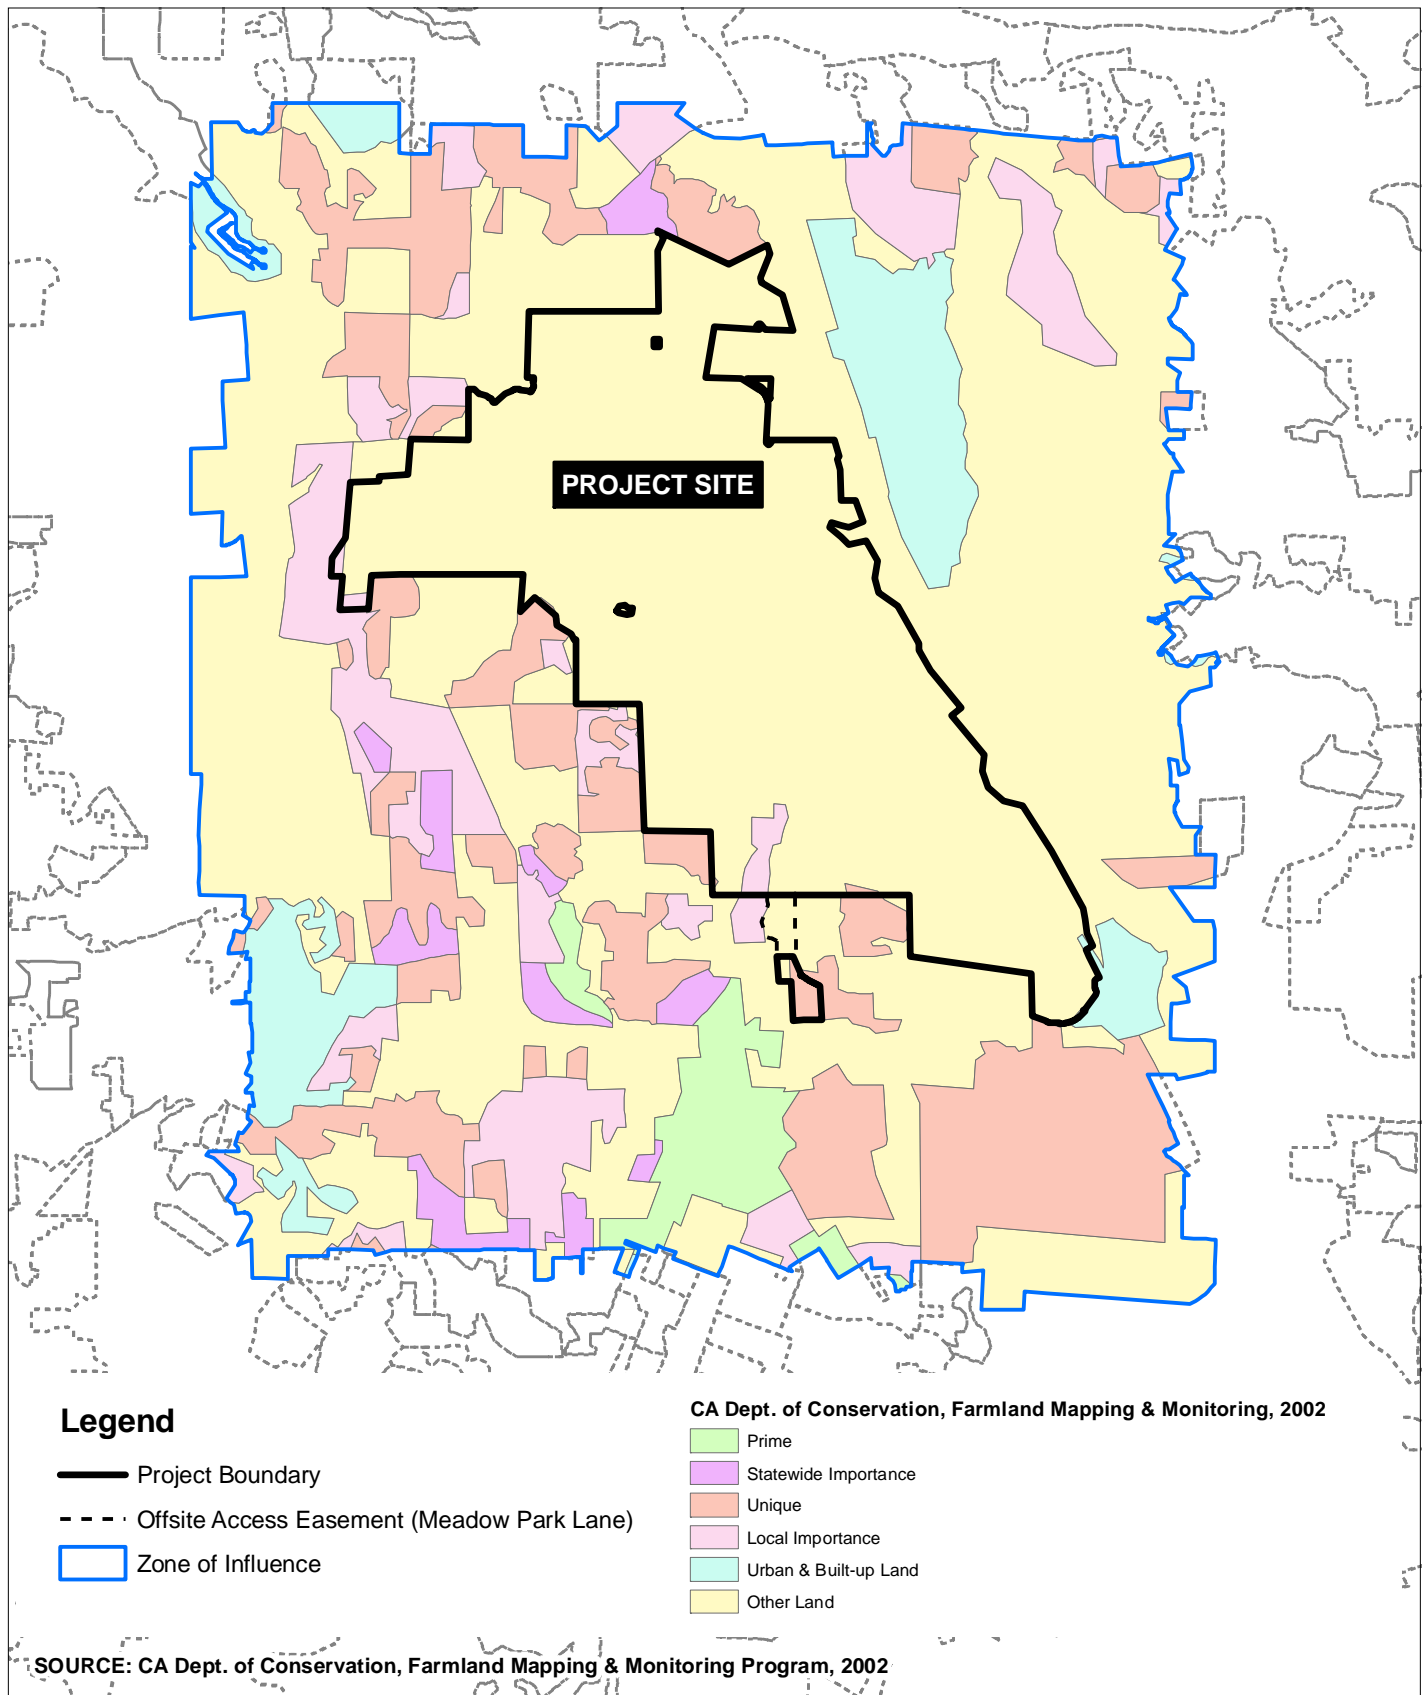 PROJECT SITE
Legend
Project Boundary
Offsite Access Easement (Meadow Park Lane)
Zone of Influence
CA Dept. of Conservation, Farmland Mapping & Monitoring, 2002
Prime
Statewide Importance
Unique
Local Importance
Urban & Built-up Land
Other Land
SOURCE: CA Dept. of Conservation, Farmland Mapping & Monitoring Program, 2002